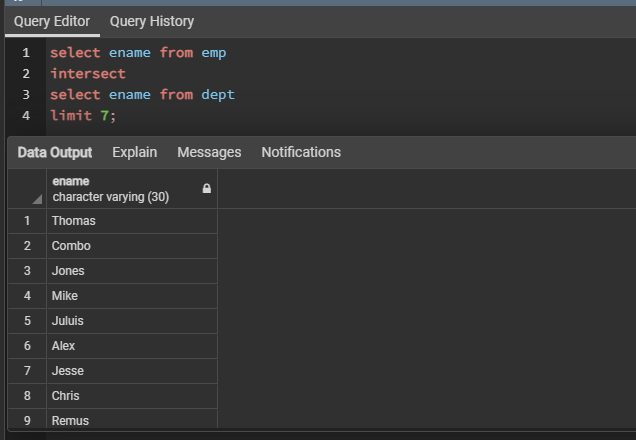 Query Editor Query History
1 select ename from emp
2 intersect
3 select ename from dept
4 limit 7;
Data Output Explain Messages Notifications
ename
character varying (30)
1 Thomas
2 Combo
3 Jones
4 Mike
5 Juluis
6 Alex
7 Jesse
8 Chris
9 Remus